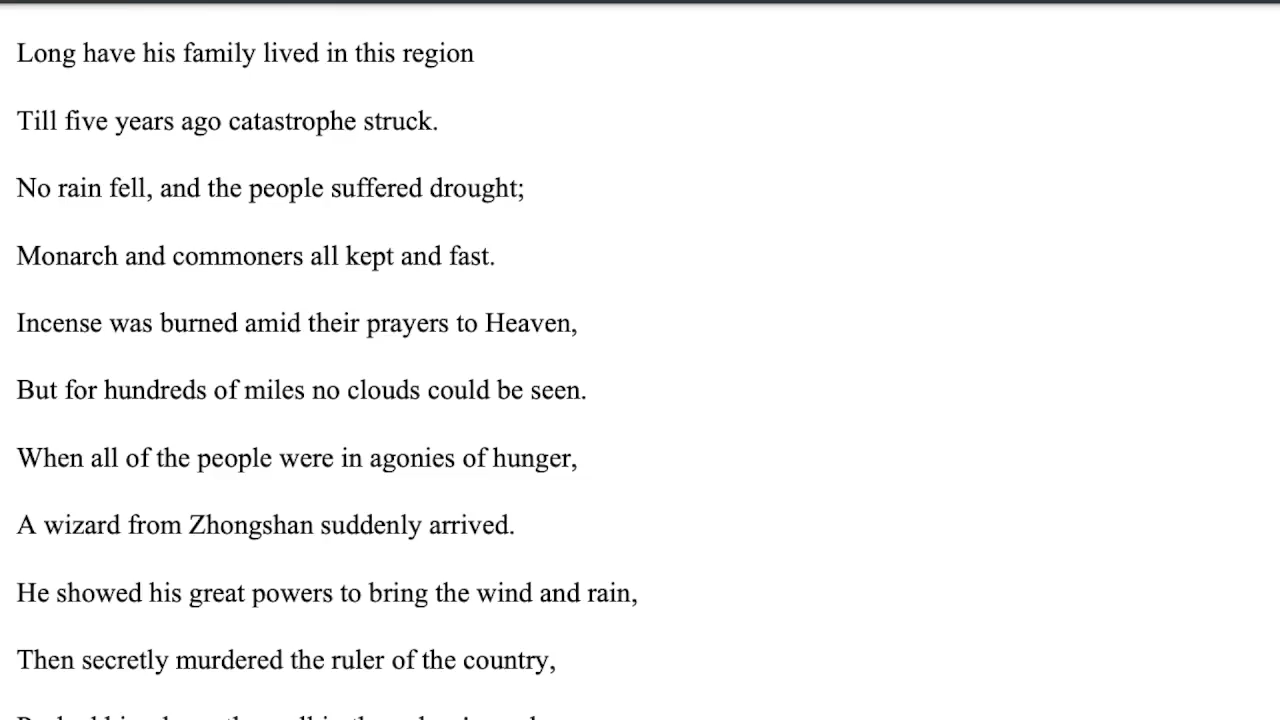 Long have his family lived in this region
Till five years ago catastrophe struck.
No rain fell, and the people suffered drought;
Monarch and commoners all kept and fast.
Incense was burned amid their prayers to Heaven,
But for hundreds of miles no clouds could be seen.
When all of the people were in agonies of hunger,
A wizard from Zhongshan suddenly arrived.
He showed his great powers to bring the wind and rain,
Then secretly murdered the ruler of the country,